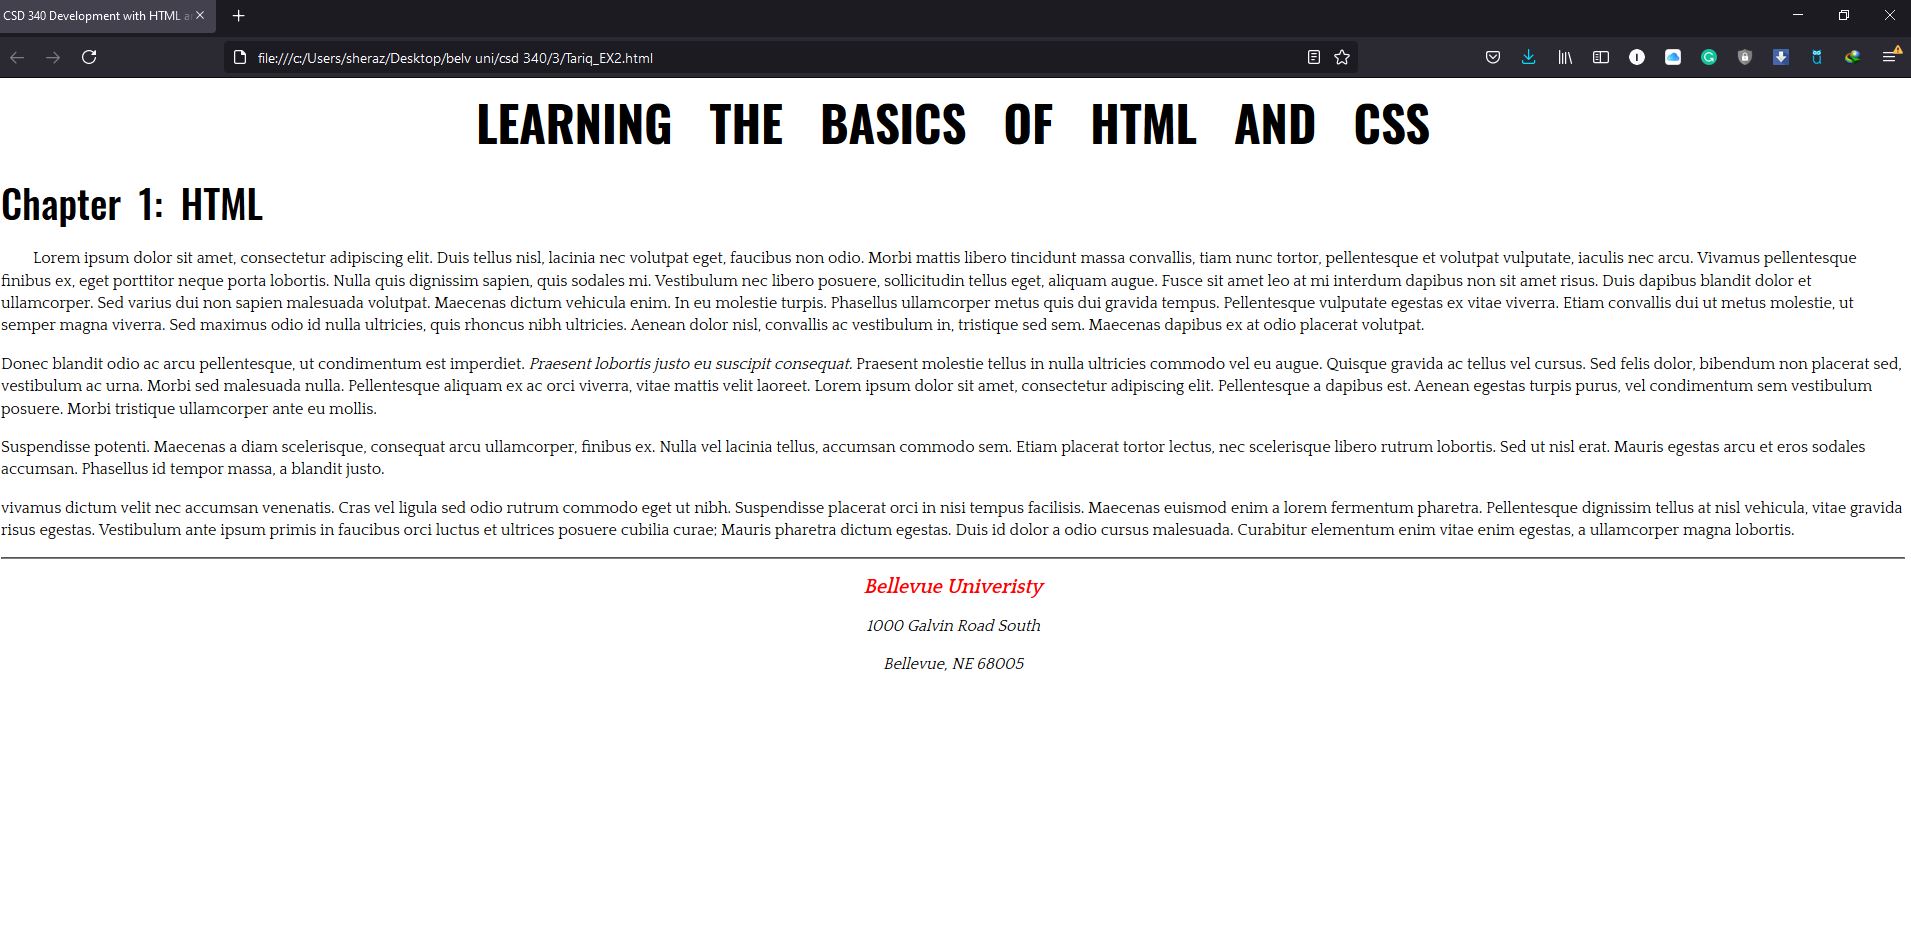 CSD 340 Development with HTML
file:///c:/Users/sheraz/Desktop/belv uni/csd 340/3/Tariq_EX2.html
LEARNING THE BASICS OF HTML AND CSS
Chapter 1: HTML
Lorem ipsum dolor sit amet, consectetur adipiscing elit. Duis tellus nisl, lacinia nec volutpat eget, faucibus non odio. Morbi mattis libero tincidunt massa convallis, tiam nunc tortor, pellentesque et volutpat vulputate, iaculis nec arcu. Vivamus pellentesque
finibus ex, eget porttitor neque porta lobortis. Nulla quis dignissim sapien, quis sodales mi. Vestibulum nec libero posuere, sollicitudin tellus eget, aliquam augue. Fusce sit amet leo at mi interdum dapibus non sit amet risus. Duis dapibus blandit dolor et
ullamcorper. Sed varius dui non sapien malesuada volutpat. Maecenas dictum vehicula enim. In eu molestie turpis. Phasellus ullamcorper metus quis dui gravida tempus. Pellentesque vulputate egestas ex vitae viverra. Etiam convallis dui ut metus molestie, ut
semper magna viverra. Sed maximus odio id nulla ultricies, quis rhoncus nibh ultricies. Aenean dolor nisl, convallis ac vestibulum in, tristique sed sem. Maecenas dapibus ex at odio placerat volutpat.
Donec blandit odio ac arcu pellentesque, ut condimentum est imperdiet. Praesent lobortis justo eu suscipit consequat. Praesent molestie tellus in nulla ultricies commodo vel eu augue. Quisque gravida ac tellus vel cursus. Sed felis dolor, bibendum non placerat sed,
vestibulum ac urna. Morbi sed malesuada nulla. Pellentesque aliquam ex ac orci viverra, vitae mattis velit laoreet. Lorem ipsum dolor sit amet, consectetur adipiscing elit. Pellentesque a dapibus est. Aenean egestas turpis purus, vel condimentum sem vestibulum
posuere. Morbi tristique ullamcorper ante eu mollis.
Suspendisse potenti. Maecenas a diam scelerisque, consequat arcu ullamcorper, finibus ex. Nulla vel lacinia tellus, accumsan commodo sem. Etiam placerat tortor lectus, nec scelerisque libero rutrum lobortis. Sed ut nisl erat. Mauris egestas arcu et eros sodales
accumsan. Phasellus id tempor massa, a blandit justo.
vivamus dictum velit nec accumsan venenatis. Cras vel ligula sed odio rutrum commodo eget ut nibh. Suspendisse placerat orci in nisi tempus facilisis. Maecenas euismod enim a lorem fermentum pharetra. Pellentesque dignissim tellus at nisl vehicula, vitae gravida
risus egestas. Vestibulum ante ipsum primis in faucibus orci luctus et ultrices posuere cubilia curae; Mauris pharetra dictum egestas. Duis id dolor a odio cursus malesuada. Curabitur elementum enim vitae enim egestas, a ullamcorper magna lobortis.
Bellevue Univeristy
1000 Galvin Road South
Bellevue, NE 68005